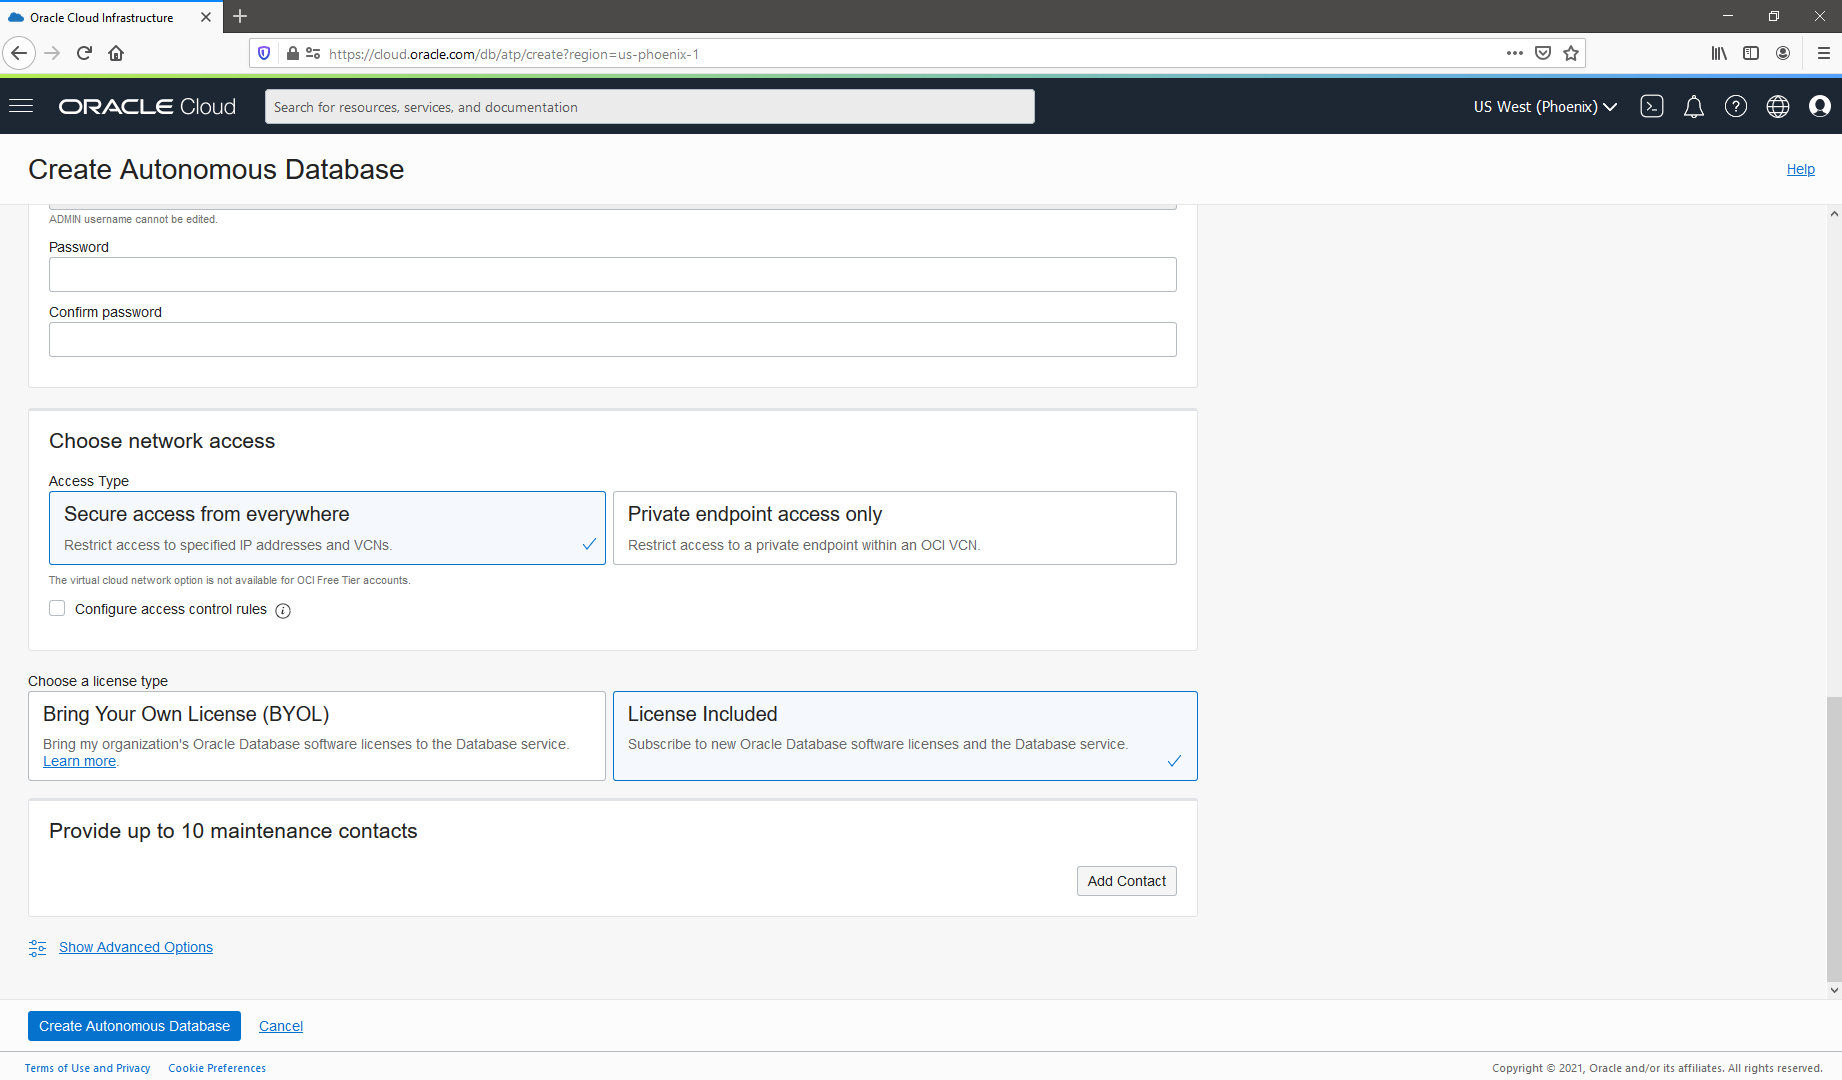 Oracle Cloud Infrastructure
https://cloud.oracle.com/db/atp/create?region=us-phoenix-1
ORACLE Cloud
Search for resources, services, and documentation
US West (Phoenix)
Create Autonomous Database
Help
ADMIN username cannot be edited.
Password
Confirm password
Choose network access
Access Type
Secure access from everywhere
Restrict access to specified IP addresses and VCNs.
Private endpoint access only
Restrict access to a private endpoint within an OCI VCN.
The virtual cloud network option is not available for OCI Free Tier accounts.
Configure access control rules
Choose a license type
Bring Your Own License (BYOL)
Bring my organization's Oracle Database software licenses to the Database service.
Learn more.
License Included
Subscribe to new Oracle Database software licenses and the Database service.
Provide up to 10 maintenance contacts
Add Contact
Show Advanced Options
Create Autonomous Database
Cancel
Terms of Use and Privacy
Cookie Preferences
Copyright © 2021, Oracle and/or its affiliates. All rights reserved.